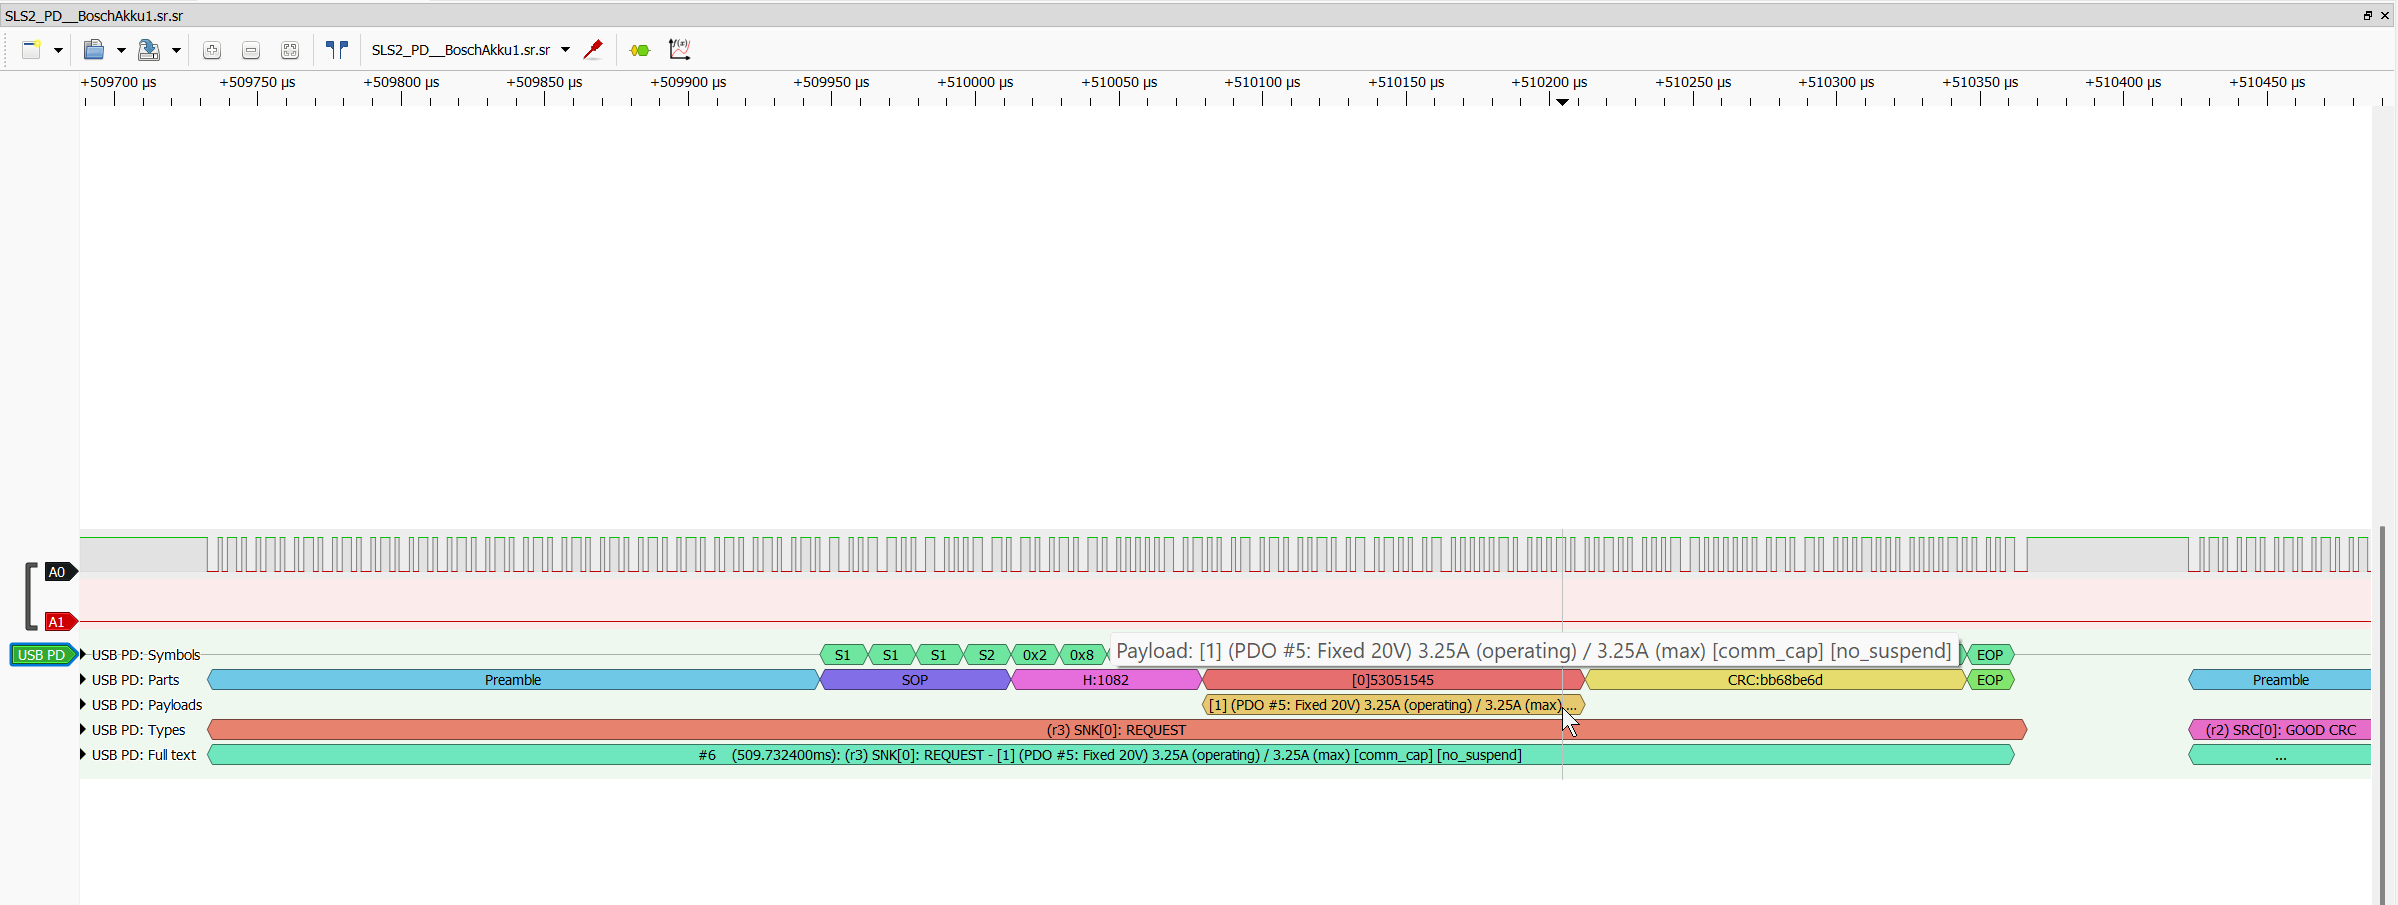 SLS2_PD__BoschAkku1.sr.sr
SLS2_PD__BoschAkku1.sr.sr
f(x)
+509700 µs +509750 µs +509800 µs +509850 µs +509900 µs +509950 µs +510000 µs +510050 µs +510100 µs +510150 µs +510200 µs +510250 µs +510300 µs +510350 µs +510400 µs +510450 µs
A0
A1
USB PD USB PD: Symbols S1 S1 S1 S2 0x2 0x8 Payload: [1] (PDO #5: Fixed 20V) 3.25A (operating) / 3.25A (max) [comm_cap] [no_suspend] EOP
USB PD: Parts Preamble SOP H:1082 [0]53051545 CRC:bb68be6d EOP Preamble
USB PD: Payloads [1] (PDO #5: Fixed 20V) 3.25A (operating) / 3.25A (max) ...
USB PD: Types (r3) SNK[0]: REQUEST (r2) SRC[0]: GOOD CRC
USB PD: Full text #6 (509.732400ms): (r3) SNK[0]: REQUEST - [1] (PDO #5: Fixed 20V) 3.25A (operating) / 3.25A (max) [comm_cap] [no_suspend] ...